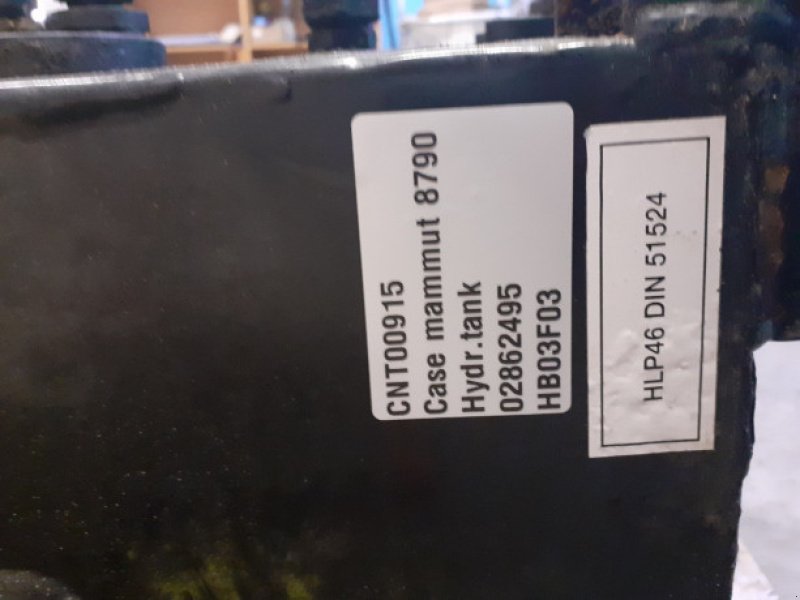 CNT00915
Case mammut 8790
Hydr.tank
02862495
HB03F03
HLP46 DIN 51524